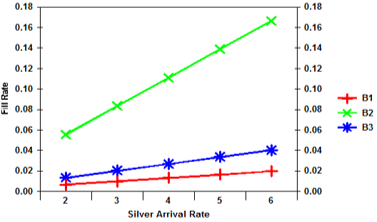 0.18 0.18
0.16 0.16
0.14 0.14
0.12 0.12
0.10 0.10
0.08 0.08
0.06 0.06
0.04 0.04
0.02 0.02
0.00 0.00
Fill Rate
2 3 4 5 6
Silver Arrival Rate
B1
B2
B3